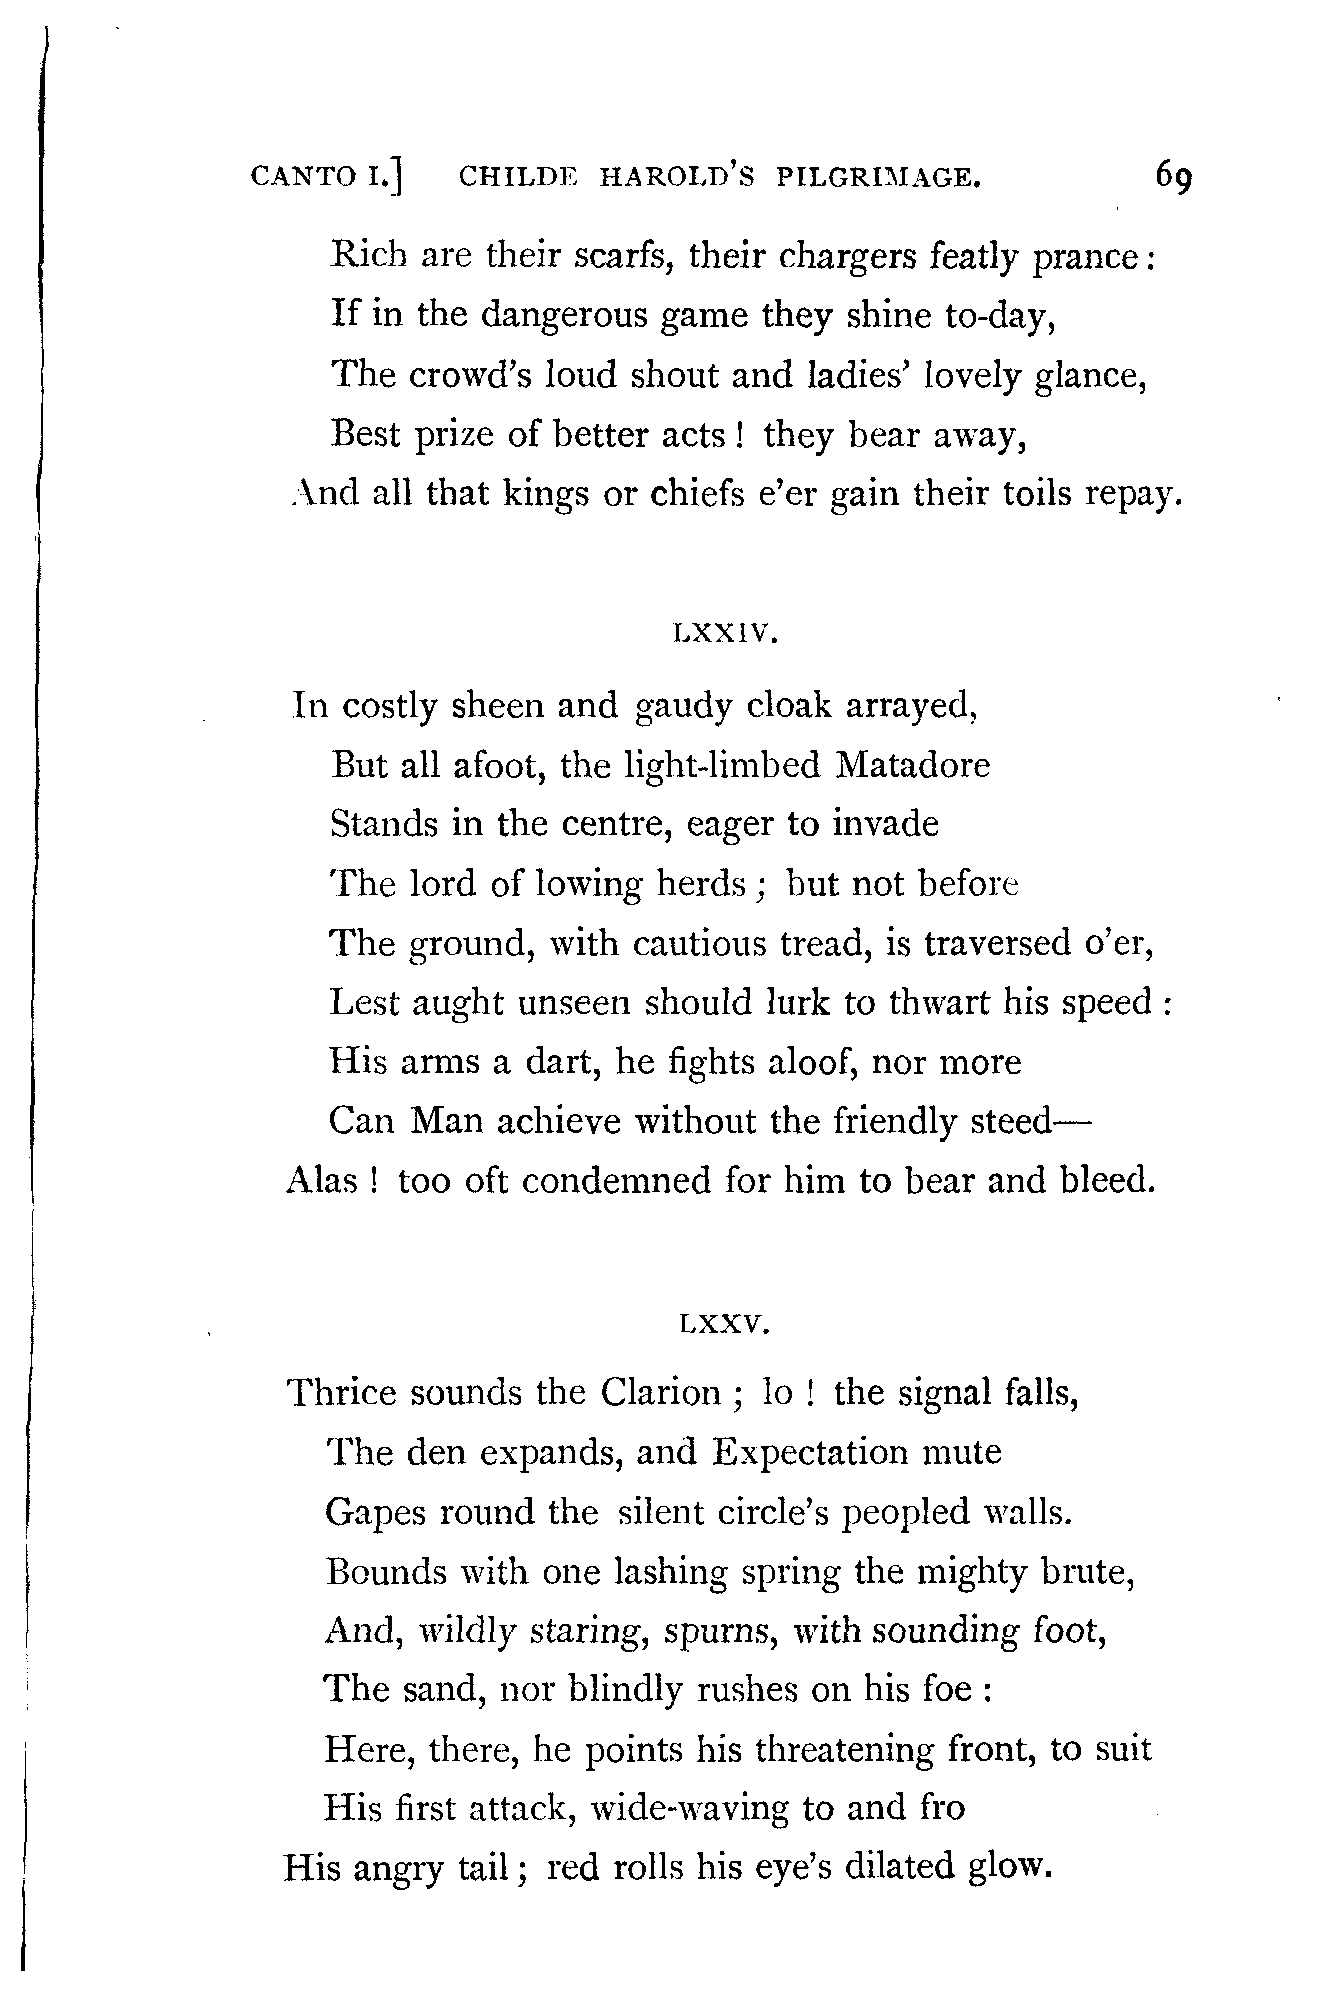 CANTO I.] CHILDE HAROLD'S PILGRIMAGE. 69
Rich are their scarfs, their chargers featly prance :
If in the dangerous game they shine to-day,
The crowd's loud shout and ladies' lovely glance,
Best prize of better acts ! they bear away,
And all that kings or chiefs e'er gain their toils repay.
LXXIV.
In costly sheen and gaudy cloak arrayed,
But all afoot, the light-limbed Matadore
Stands in the centre, eager to invade
The lord of lowing herds ; but not before
The ground, with cautious tread, is traversed o'er,
Lest aught unseen should lurk to thwart his speed :
His arms a dart, he fights aloof, nor more
Can Man achieve without the friendly steed—
Alas ! too oft condemned for him to bear and bleed.
LXXV.
Thrice sounds the Clarion ; lo ! the signal falls,
The den expands, and Expectation mute
Gapes round the silent circle's peopled walls.
Bounds with one lashing spring the mighty brute,
And, wildly staring, spurns, with sounding foot,
The sand, nor blindly rushes on his foe :
Here, there, he points his threatening front, to suit
His first attack, wide-waving to and fro
His angry tail ; red rolls his eye's dilated glow.